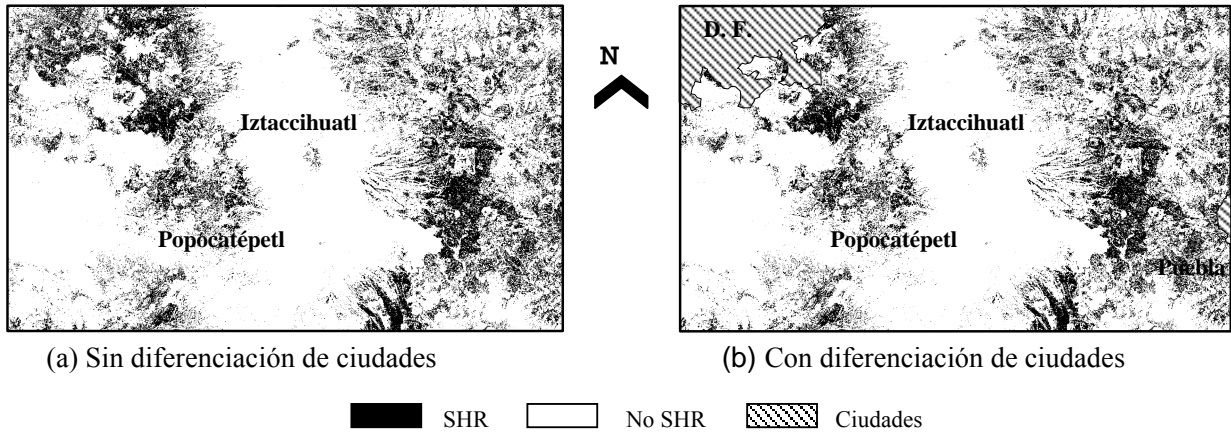 Iztaccihuatl
Popocatépetl
N
D. F.
Iztaccihuatl
Popocatépetl
Puebla
(a) Sin diferenciación de ciudades
(b) Con diferenciación de ciudades
SHR
No SHR
Ciudades